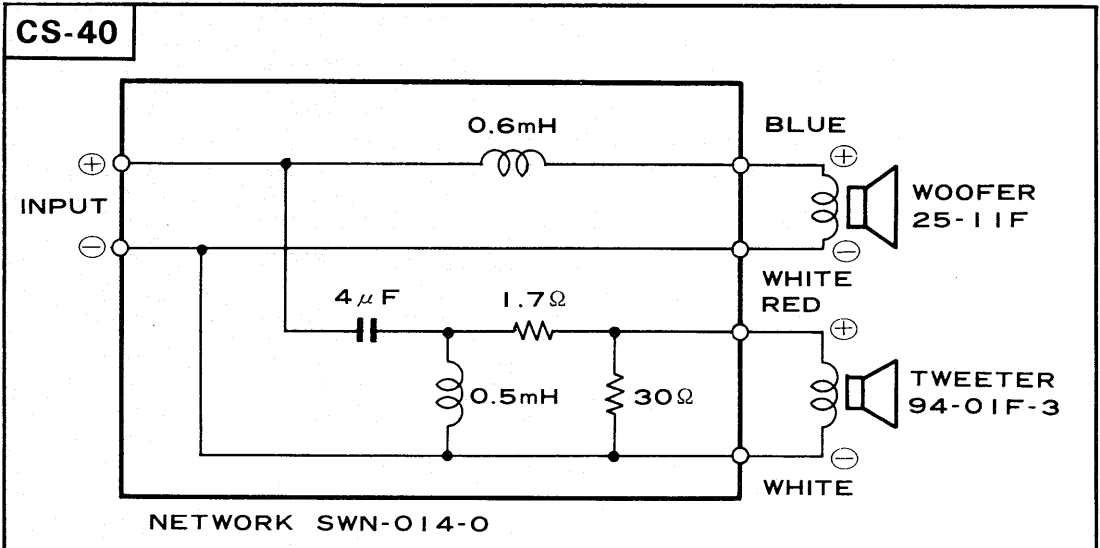 CS-40
0.6mH
BLUE
⊕
⊕
INPUT
WOOFER
25-11F
⊖
⊖
WHITE
RED
4μF
1.7Ω
⊕
0.5mH
30Ω
TWEETER
94-01F-3
⊖
WHITE
NETWORK SWN-014-0